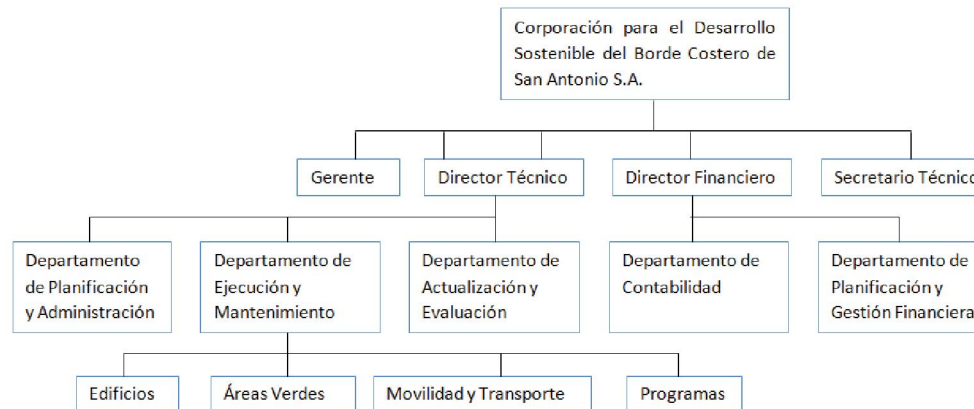 Corporación para el Desarrollo
Sostenible del Borde Costero de
San Antonio S.A.
Gerente
Director Técnico
Director Financiero
Secretario Técnico
Departamento
de Planificación
y Administración
Departamento de
Ejecución y
Mantenimiento
Departamento de
Actualización y
Evaluación
Departamento de
Contabilidad
Departamento de
Planificación y
Gestión Financiera
Edificios
Áreas Verdes
Movilidad y Transporte
Programas